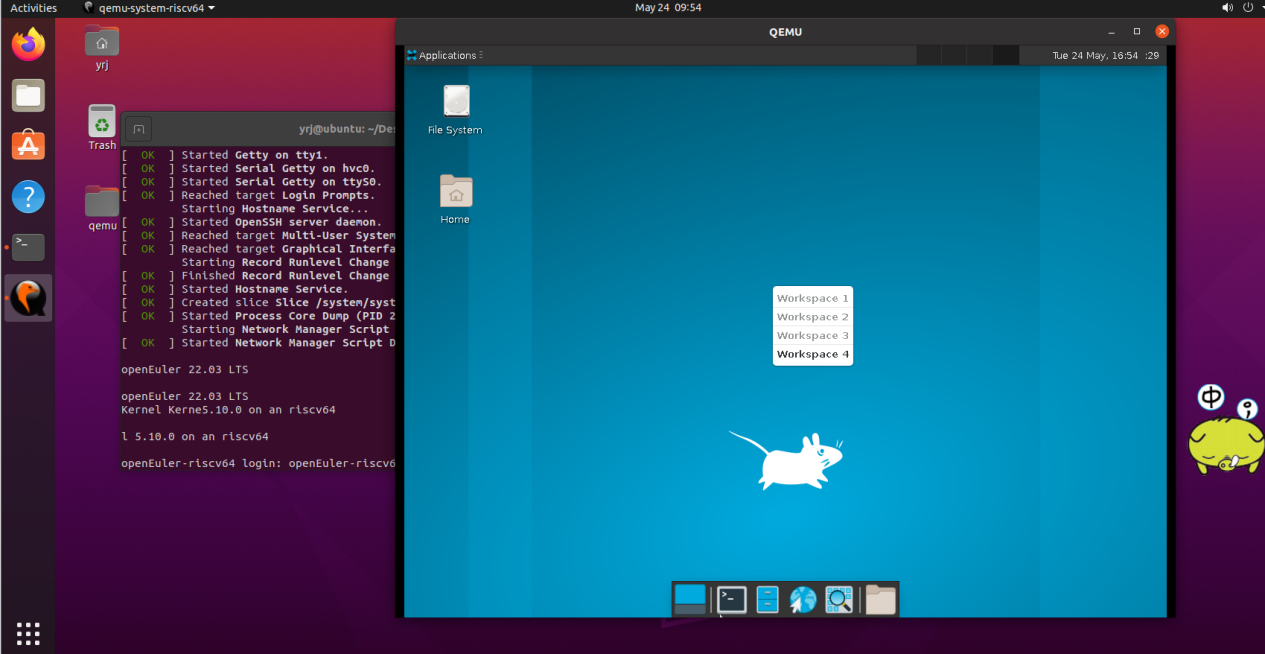 Activities
qemu-system-riscv64
May 24 09:54
yrj
Trash
qemu
yrj@ubuntu: ~/Des
[ OK ] Started Getty on tty1.
[ OK ] Started Serial Getty on hvc0.
[ OK ] Started Serial Getty on ttyS0.
[ OK ] Reached target Login Prompts.
Starting Hostname Service...
[ OK ] Started OpenSSH server daemon.
[ OK ] Reached target Multi-User System
[ OK ] Reached target Graphical Interfa
Starting Record Runlevel Change
[ OK ] Finished Record Runlevel Change
[ OK ] Started Hostname Service.
[ OK ] Created slice Slice /system/syst
[ OK ] Started Process Core Dump (PID 2
Starting Network Manager Script
[ OK ] Started Network Manager Script D
openEuler 22.03 LTS
openEuler 22.03 LTS
Kernel Kerne5.10.0 on an riscv64
l 5.10.0 on an riscv64
openEuler-riscv64 login: openEuler-riscv6
QEMU
Applications
Tue 24 May, 16:54 :29
File System
Home
Workspace 1
Workspace 2
Workspace 3
Workspace 4
中